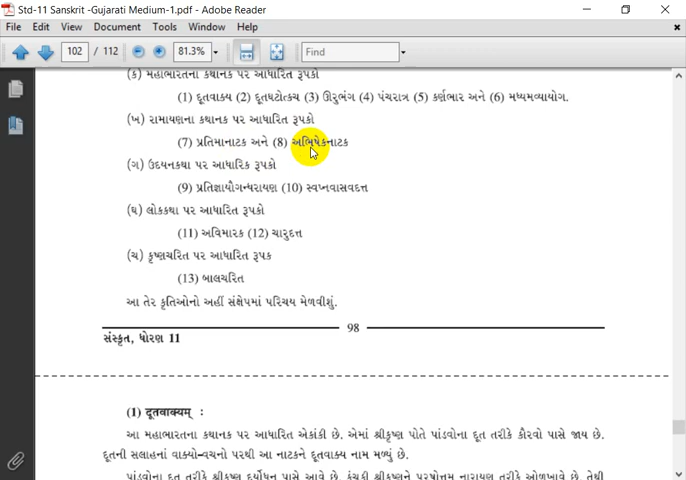 Std-11 Sanskrit -Gujarati Medium-1.pdf - Adobe Reader
File Edit View Document Tools Window Help
102 / 112 81.3% Find
(ક) મહાભારતના કથાનક પર આધારિત રૂપકો
(1) દૂતવાક્ય (2) દૂતઘટોત્કચ (3) ઊરુભંગ (4) પંચરાત્ર (5) કર્ણભાર અને (6) મધ્યમવ્યાયોગ.
(ખ) રામાયણના કથાનક પર આધારિત રૂપકો
(7) પ્રતિમાનાટક અને (8) અભિષેકનાટક
(ગ) ઉદયનકથા પર આધારિક રૂપકો
(9) પ્રતિજ્ઞાયૌગન્ધરાયણ (10) સ્વપ્નવાસવદત્ત
(ઘ) લોકકથા પર આધારિત રૂપકો
(11) અવિમારક (12) ચારુદત્ત
(ચ) કૃષ્ણચરિત પર આધારિત રૂપક
(13) બાલચરિત
આ તેર કૃતિઓનો અહીં સંક્ષેપમાં પરિચય મેળવીશું.
98
સંસ્કૃત, ધોરણ 11
(1) દૂતવાક્યમ્ :
આ મહાભારતના કથાનક પર આધારિત એકાંકી છે. એમાં શ્રીકૃષ્ણ પોતે પાંડવોના દૂત તરીકે કૌરવો પાસે જાય છે.
દૂતની સલાહનાં વાક્યો-વચનો પરથી આ નાટકને દૂતવાક્ય નામ મળ્યું છે.
પાંડવોના દૂત તરીકે શ્રીકૃષ્ણ દુર્યોધન પાસે આવે છે. કંચુકી શ્રીકૃષ્ણને પુરુષોત્તમ નારાયણ તરીકે ઓળખાવે છે. તેથી